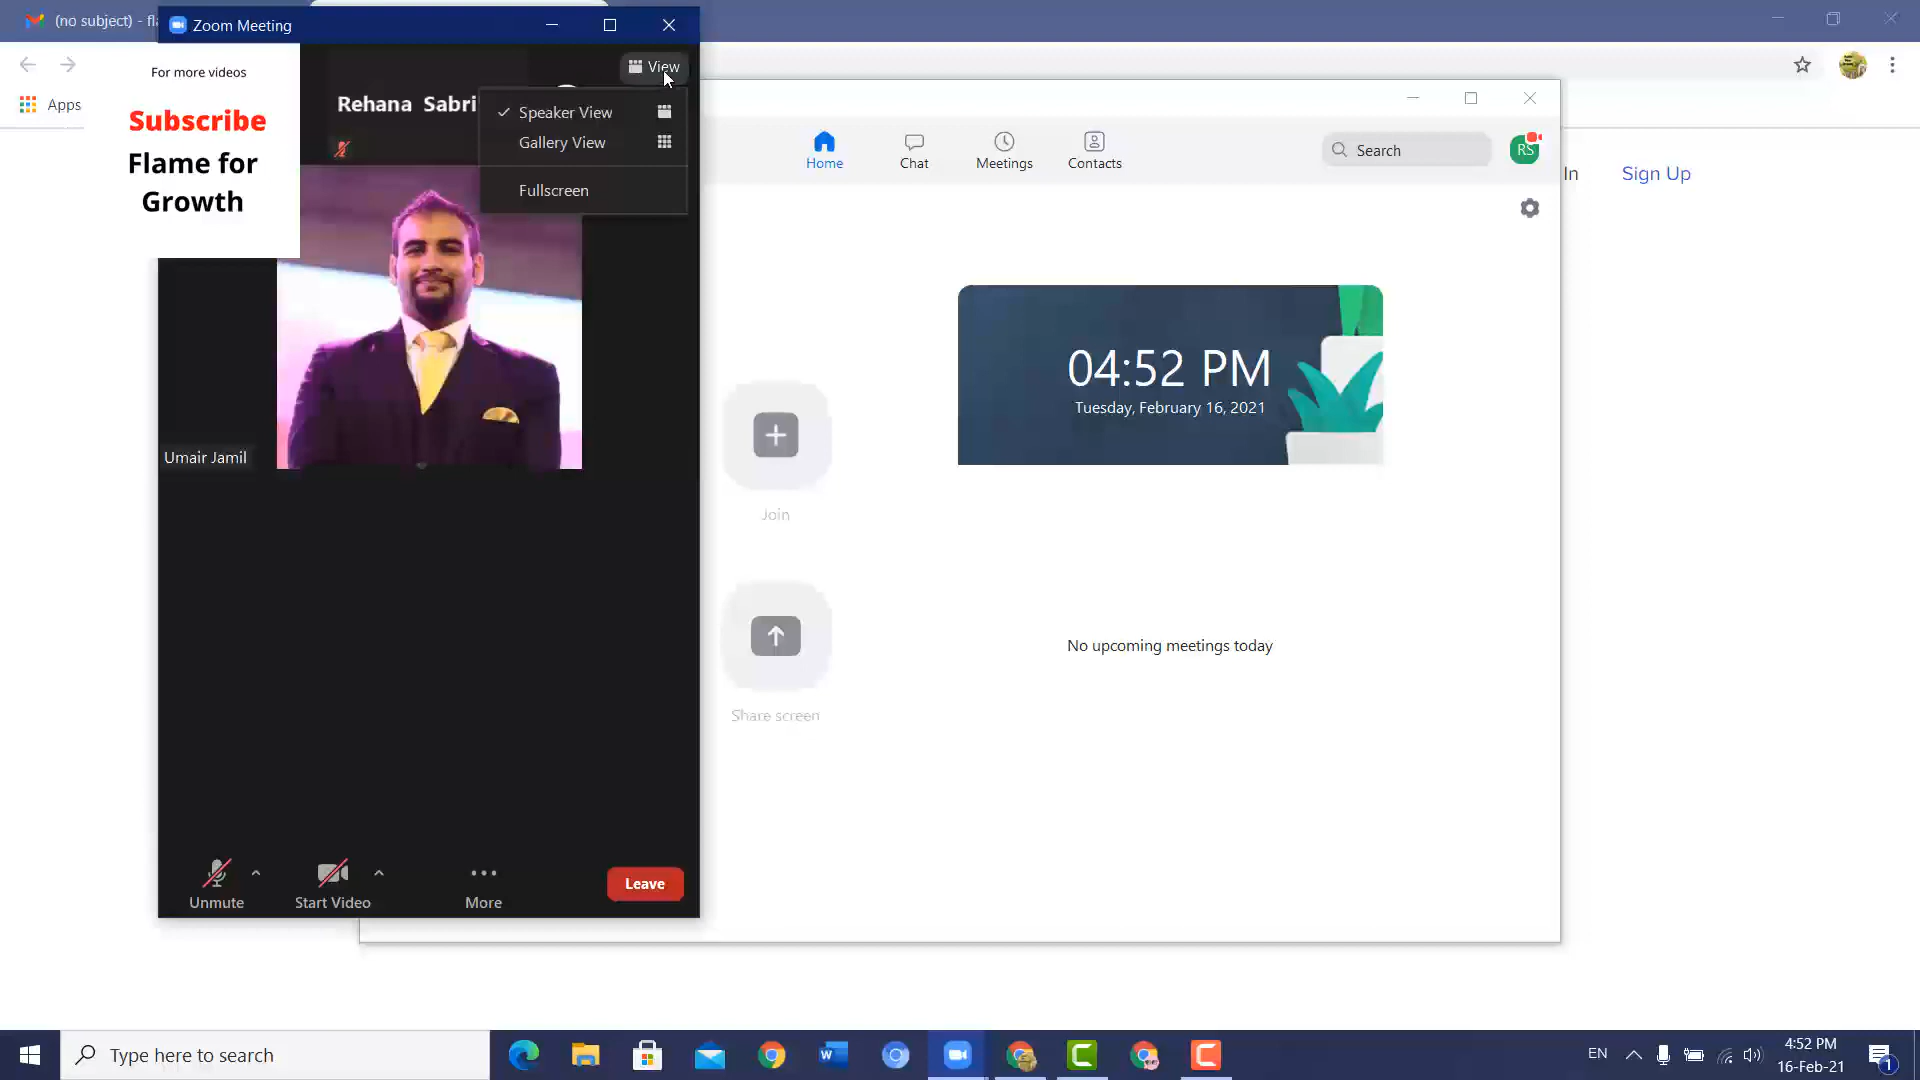 (no subject) - fl
Zoom Meeting
For more videos
Subscribe
Flame for
Growth
Apps
Rehana Sabri
View
Speaker View
Gallery View
Fullscreen
Umair Jamil
Unmute
Start Video
More
Leave
Home
Chat
Meetings
Contacts
Search
RS
In
Sign Up
04:52 PM
Tuesday, February 16, 2021
Join
Share screen
No upcoming meetings today
Type here to search
EN
4:52 PM
16-Feb-21
1